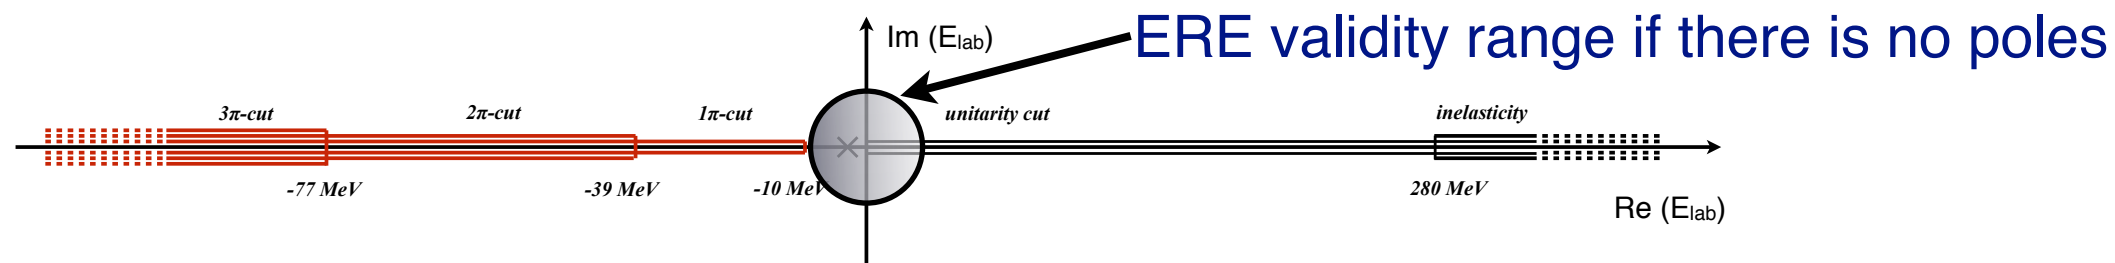 ERE validity range if there is no poles
Im (Elab)
3π-cut
2π-cut
1π-cut
unitarity cut
inelasticity
-77 MeV
-39 MeV
-10 MeV
280 MeV
Re (Elab)